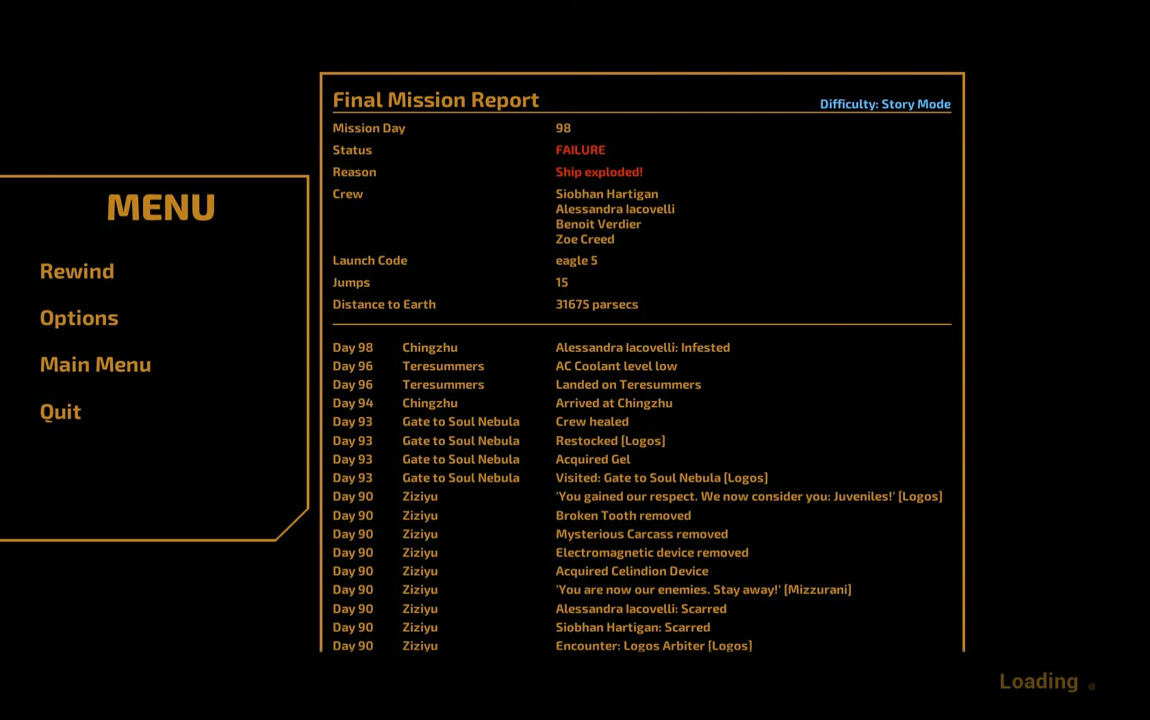 MENU
Rewind
Options
Main Menu
Quit
Final Mission Report Difficulty: Story Mode
Mission Day 98
Status FAILURE
Reason Ship exploded!
Crew Siobhan Hartigan
Alessandra Iacovelli
Benoit Verdier
Zoe Creed
Launch Code eagle 5
Jumps 15
Distance to Earth 31675 parsecs
Day 98 Chingzhu Alessandra Iacovelli: Infested
Day 96 Teresummers AC Coolant level low
Day 96 Teresummers Landed on Teresummers
Day 94 Chingzhu Arrived at Chingzhu
Day 93 Gate to Soul Nebula Crew healed
Day 93 Gate to Soul Nebula Restocked [Logos]
Day 93 Gate to Soul Nebula Acquired Gel
Day 93 Gate to Soul Nebula Visited: Gate to Soul Nebula [Logos]
Day 90 Ziziyu 'You gained our respect. We now consider you: Juveniles!' [Logos]
Day 90 Ziziyu Broken Tooth removed
Day 90 Ziziyu Mysterious Carcass removed
Day 90 Ziziyu Electromagnetic device removed
Day 90 Ziziyu Acquired Celindion Device
Day 90 Ziziyu 'You are now our enemies. Stay away!' [Mizzurani]
Day 90 Ziziyu Alessandra Iacovelli: Scarred
Day 90 Ziziyu Siobhan Hartigan: Scarred
Day 90 Ziziyu Encounter: Logos Arbiter [Logos]
Loading .